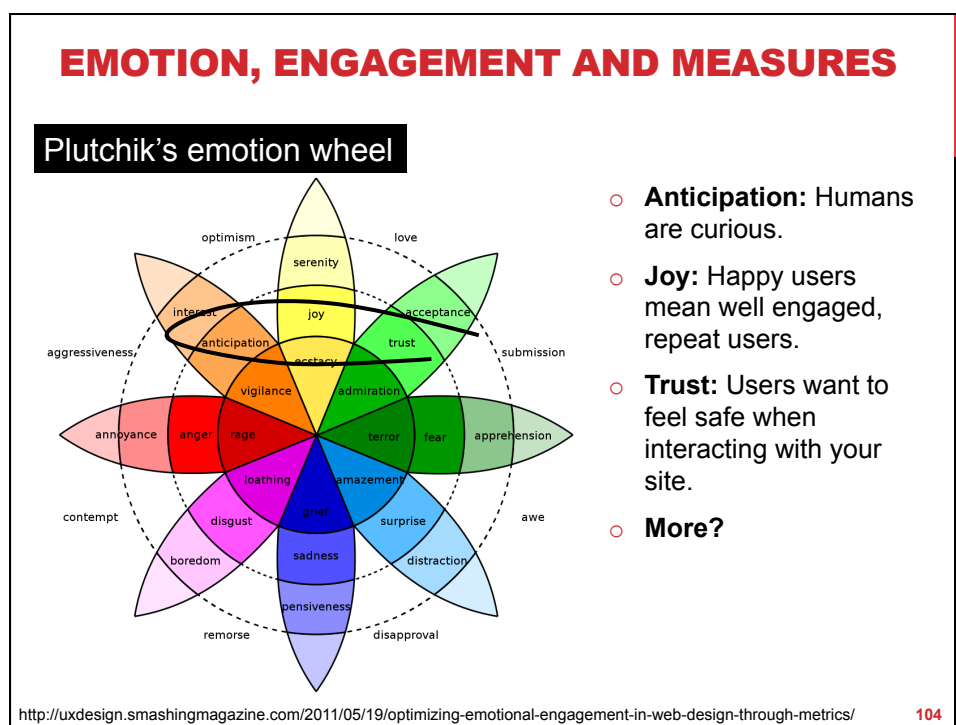 EMOTION, ENGAGEMENT AND MEASURES
Plutchik's emotion wheel
optimism
love
serenity
interest
joy
acceptance
anticipation
trust
aggressiveness
ecstacy
submission
vigilance
admiration
annoyance
anger
rage
terror
fear
apprehension
loathing
amazement
contempt
disgust
grief
surprise
awe
boredom
sadness
distraction
pensiveness
remorse
disapproval
○ Anticipation: Humans
are curious.
○ Joy: Happy users
mean well engaged,
repeat users.
○ Trust: Users want to
feel safe when
interacting with your
site.
○ More?
http://uxdesign.smashingmagazine.com/2011/05/19/optimizing-emotional-engagement-in-web-design-through-metrics/
104